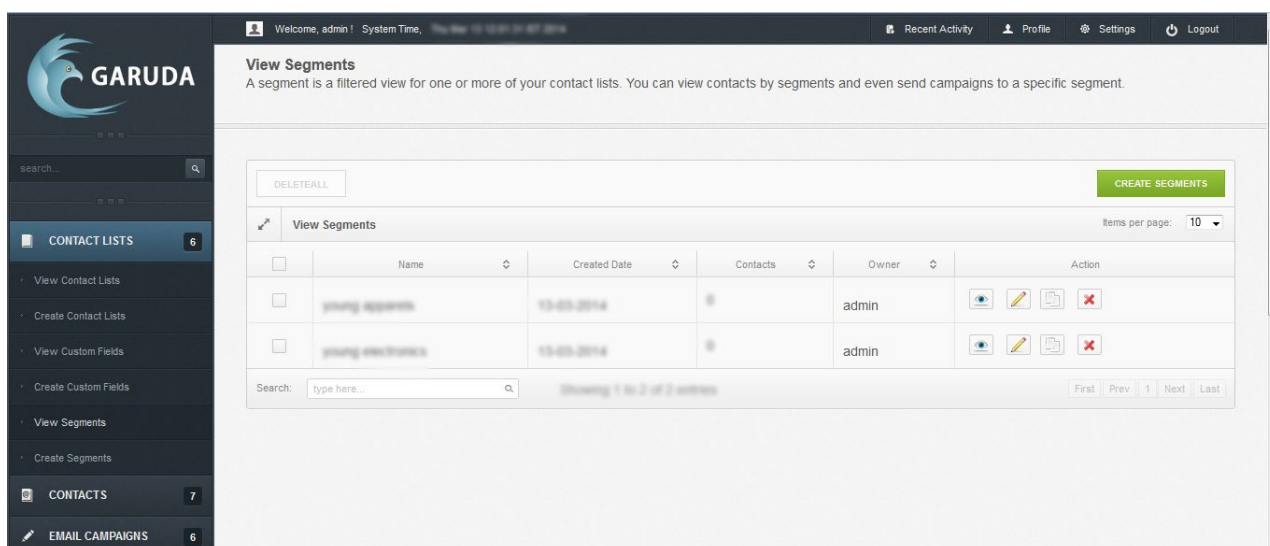 Welcome, admin ! System Time,
Recent Activity
Profile
Settings
Logout
GARUDA
View Segments
A segment is a filtered view for one or more of your contact lists. You can view contacts by segments and even send campaigns to a specific segment.
search...
DELETEALL
CREATE SEGMENTS
View Segments
Items per page: 10
CONTACT LISTS 6
Name Created Date Contacts Owner Action
View Contact Lists
admin
Create Contact Lists
View Custom Fields
admin
Create Custom Fields
Search: type here...
First Prev 1 Next Last
View Segments
Create Segments
CONTACTS 7
EMAIL CAMPAIGNS 6